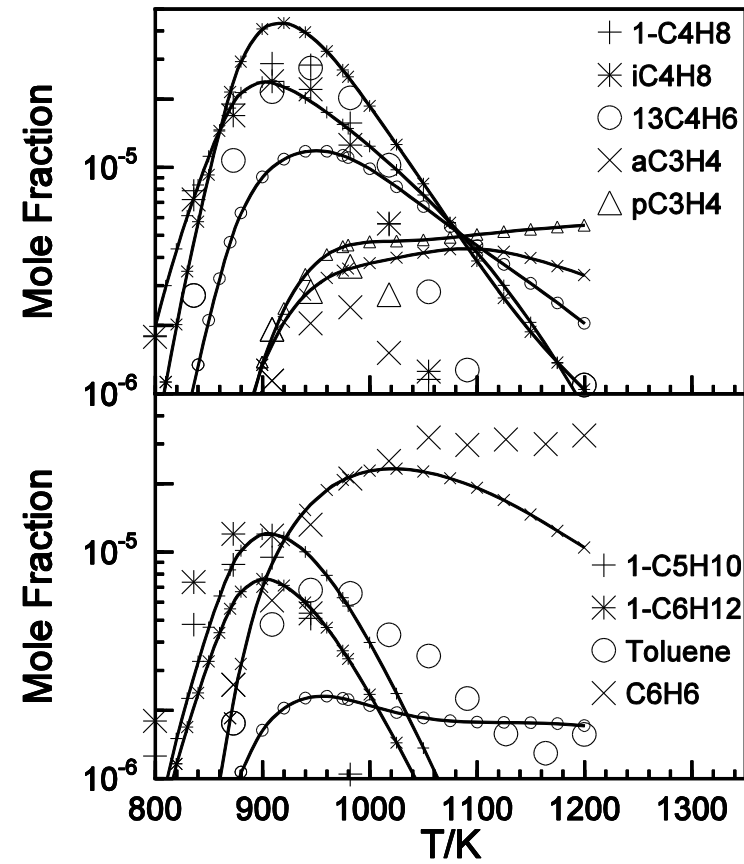 1-C4H8
iC4H8
13C4H6
aC3H4
pC3H4
Mole Fraction
10-5
10-6
1-C5H10
1-C6H12
Toluene
C6H6
Mole Fraction
10-5
10-6
800 900 1000 1100 1200 1300
T/K